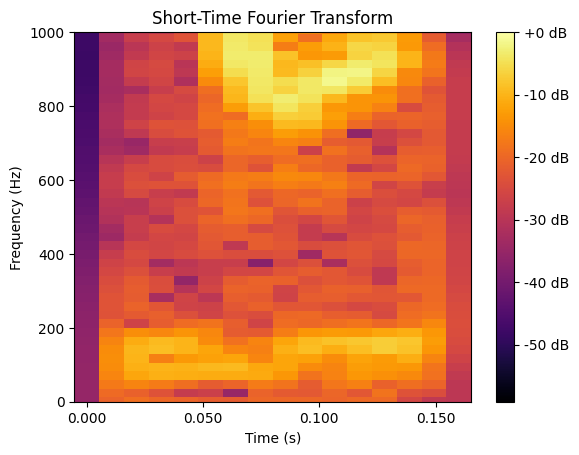 Short-Time Fourier Transform
1000
800
600
400
200
0
Frequency (Hz)
0.000
0.050
0.100
0.150
Time (s)
+0 dB
-10 dB
-20 dB
-30 dB
-40 dB
-50 dB